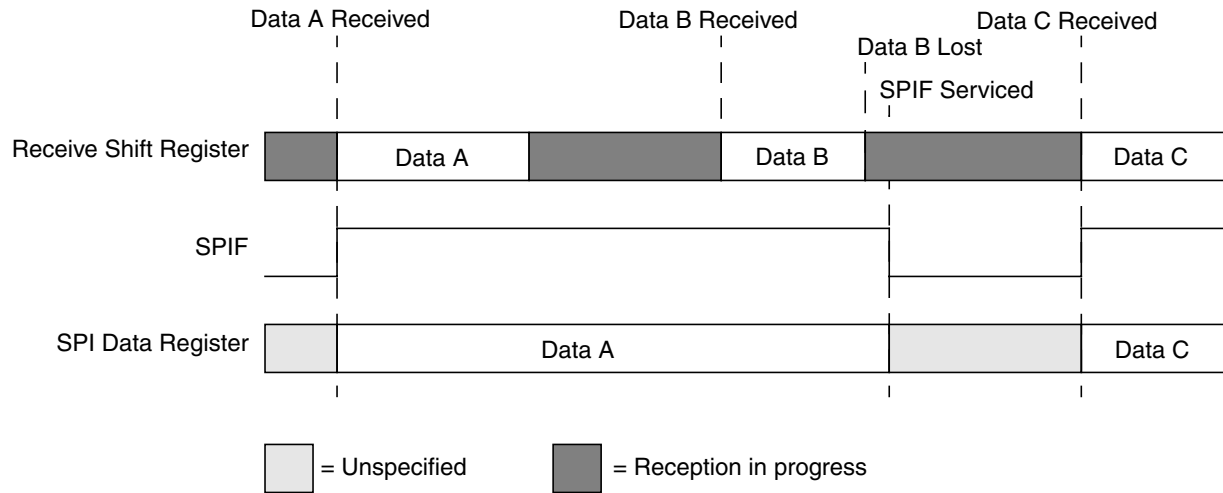 Data A Received
Data B Received
Data C Received
Data B Lost
SPIF Serviced
Receive Shift Register
Data A
Data B
Data C
SPIF
SPI Data Register
Data A
Data C
= Unspecified
= Reception in progress